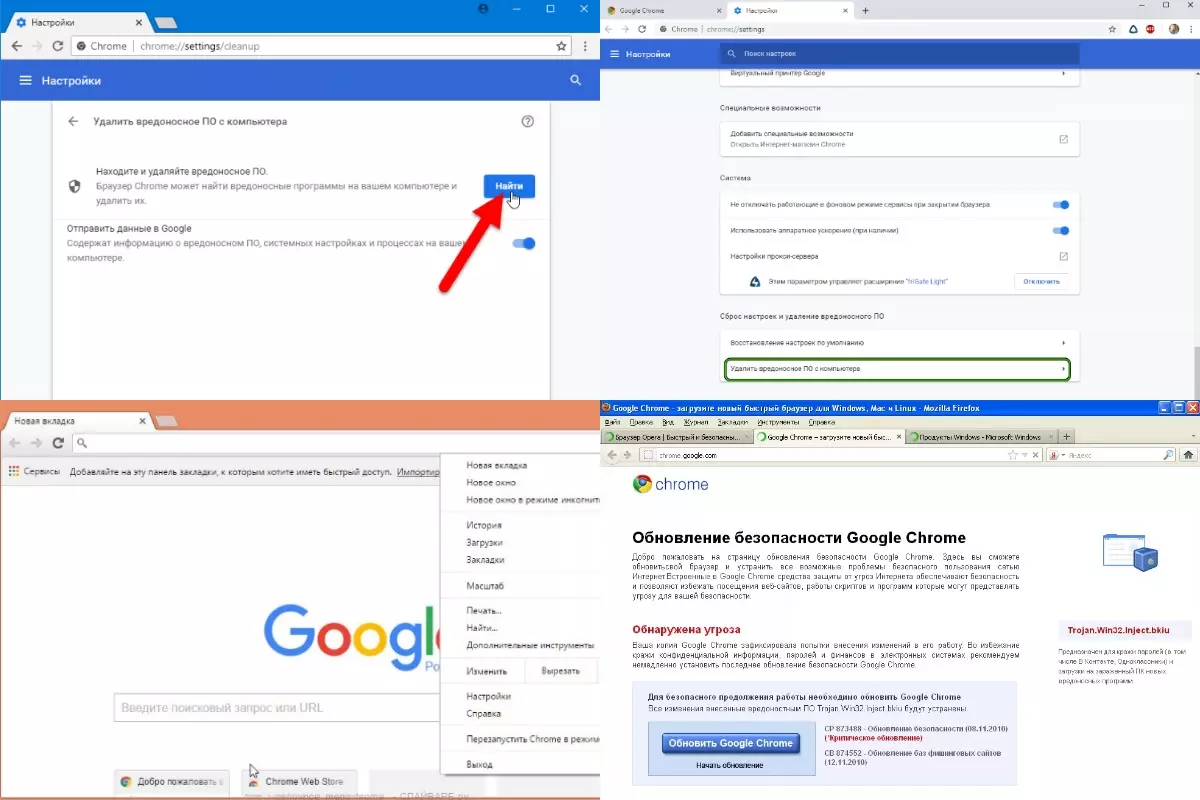 Настройки
Chrome chrome://settings/cleanup
Настройки
Удалить вредоносное ПО с компьютера
Находите и удаляйте вредоносное ПО.
Браузер Chrome может найти вредоносные программы на вашем компьютере и
удалить их.
Найти
Отправить данные в Google
Содержат информацию о вредоносном ПО, системных настройках и процессах на вашем
компьютере.
Google Chrome
Настройки
Chrome chrome://settings
Настройки
Поиск настроек
Виртуальный принтер Google
Специальные возможности
Добавить специальные возможности
Открыть Интернет-магазин Chrome
Система
Не отключать работающие в фоновом режиме сервисы при закрытии браузера
Использовать аппаратное ускорение (при наличии)
Настройки прокси-сервера
Этим параметром управляет расширение "friGate Light"
Отключить
Сброс настроек и удаление вредоносного ПО
Восстановление настроек по умолчанию
Удалить вредоносное ПО с компьютера
Новая вкладка
Сервисы Добавляйте на эту панель закладки, к которым хотите иметь быстрый доступ. Импортир
Новая вкладка
Новое окно
Новое окно в режиме инкогнит
История
Загрузки
Закладки
Масштаб
Печать...
Найти...
Дополнительные инструменты
Изменить Вырезать
Настройки
Справка
Перезапустить Chrome в режим
Выход
Googl
Введите поисковый запрос или URL
Добро пожаловать
Chrome Web Store
Google Chrome - загрузите новый быстрый браузер для Windows, Mac и Linux - Mozilla Firefox
Файл Правка Вид Журнал Закладки Инструменты Справка
Браузер Opera | Быстрый и безопасны...
Google Chrome – загрузите новый быс...
Продукты Windows - Microsoft Windows
chrome.google.com
Яндекс
chrome
Обновление безопасности Google Chrome
Добро пожаловать на страницу обновления безопасности Google Chrome. Здесь вы сможете
обновитьсвой браузер и устранить все возможные проблемы безопасного пользования сетью
Интернет.Встроенные в Google Chrome средства защиты от угроз Интернета обеспечивают безопасность
и позволяют избежать посещения веб-сайтов, работы скриптов и программ которые могут представлять
угрозу для вашей безопасности.
Обнаружена угроза
Ваша копия Google Chrome зафиксировала попытки внесения изменений в его работу. Во избежание
кражи конфиденциальной информации, паролей и финансов в электронных системах рекомендуем
немедленно установить последнее обновление безопасности Google Chrome.
Trojan.Win32.Inject.bkiu
Предназначен для кражи паролей (в том
числе В Контакте, Одноклассники) и
загрузки на зараженный ПК новых
вредоносных программ.
Для безопасного продолжения работы необходимо обновить Google Chrome
Все изменения внесенные вредоностным ПО Trojan.Win32.Inject.bkiu будут устранены.
Обновить Google Chrome
Начать обновление
CP 873488 - Обновление безопасности (08.11.2010)
(*Критическое обновление)
CB 874552 - Обновление баз фишинговых сайтов
(12.11.2010)